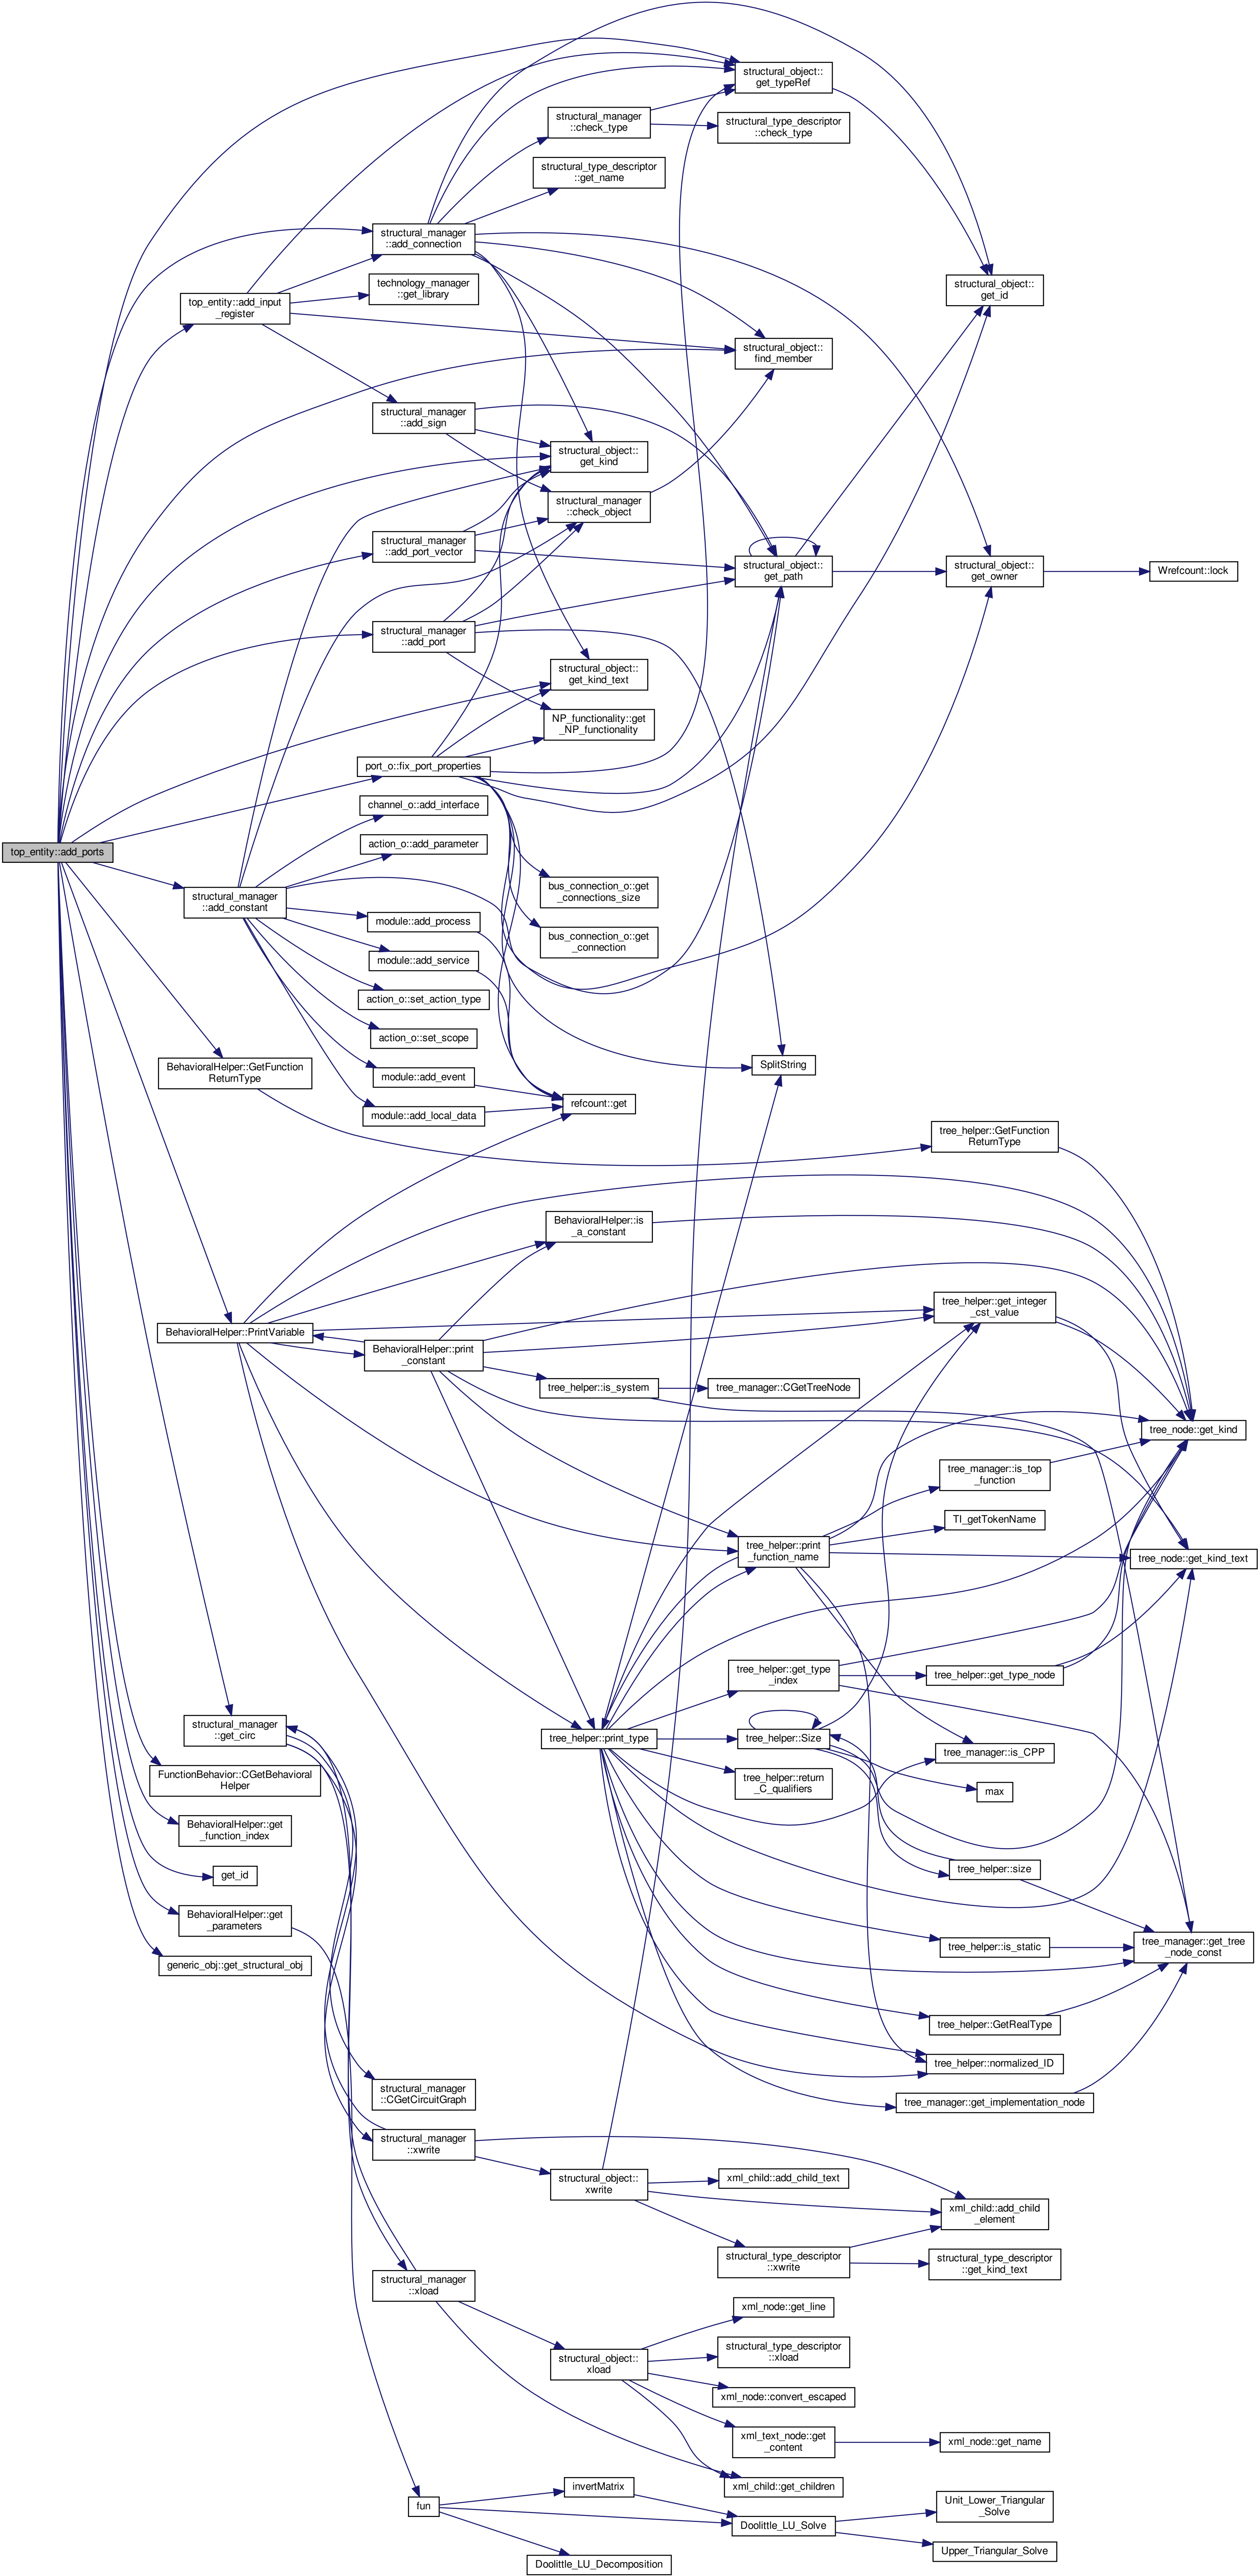 structural_object::
get_typeRef
structural_manager
::check_type
structural_type_descriptor
::check_type
structural_type_descriptor
::get_name
structural_manager
::add_connection
technology_manager
::get_library
top_entity::add_input
_register
structural_object::
get_id
structural_object::
find_member
structural_manager
::add_sign
structural_object::
get_kind
structural_manager
::check_object
structural_manager
::add_port_vector
structural_object::
get_path
structural_object::
get_owner
Wrefcount::lock
structural_manager
::add_port
structural_object::
get_kind_text
NP_functionality::get
_NP_functionality
port_o::fix_port_properties
channel_o::add_interface
action_o::add_parameter
top_entity::add_ports
structural_manager
::add_constant
bus_connection_o::get
_connections_size
module::add_process
bus_connection_o::get
_connection
module::add_service
action_o::set_action_type
action_o::set_scope
SplitString
BehavioralHelper::GetFunction
ReturnType
module::add_event
refcount::get
module::add_local_data
tree_helper::GetFunction
ReturnType
BehavioralHelper::is
_a_constant
tree_helper::get_integer
_cst_value
BehavioralHelper::PrintVariable
BehavioralHelper::print
_constant
tree_helper::is_system
tree_manager::CGetTreeNode
tree_node::get_kind
tree_manager::is_top
_function
TI_getTokenName
tree_helper::print
_function_name
tree_node::get_kind_text
tree_helper::get_type
_index
tree_helper::get_type_node
structural_manager
::get_circ
tree_helper::print_type
tree_helper::Size
tree_manager::is_CPP
FunctionBehavior::CGetBehavioral
Helper
tree_helper::return
_C_qualifiers
max
BehavioralHelper::get
_function_index
get_id
tree_helper::size
BehavioralHelper::get
_parameters
tree_helper::is_static
tree_manager::get_tree
_node_const
generic_obj::get_structural_obj
tree_helper::GetRealType
tree_helper::normalized_ID
structural_manager
::CGetCircuitGraph
tree_manager::get_implementation_node
structural_manager
::xwrite
structural_object::
xwrite
xml_child::add_child_text
xml_child::add_child
_element
structural_type_descriptor
::xwrite
structural_type_descriptor
::get_kind_text
structural_manager
::xload
xml_node::get_line
structural_object::
xload
structural_type_descriptor
::xload
xml_node::convert_escaped
xml_text_node::get
_content
xml_node::get_name
xml_child::get_children
fun
invertMatrix
Doolittle_LU_Solve
Unit_Lower_Triangular
_Solve
Upper_Triangular_Solve
Doolittle_LU_Decomposition